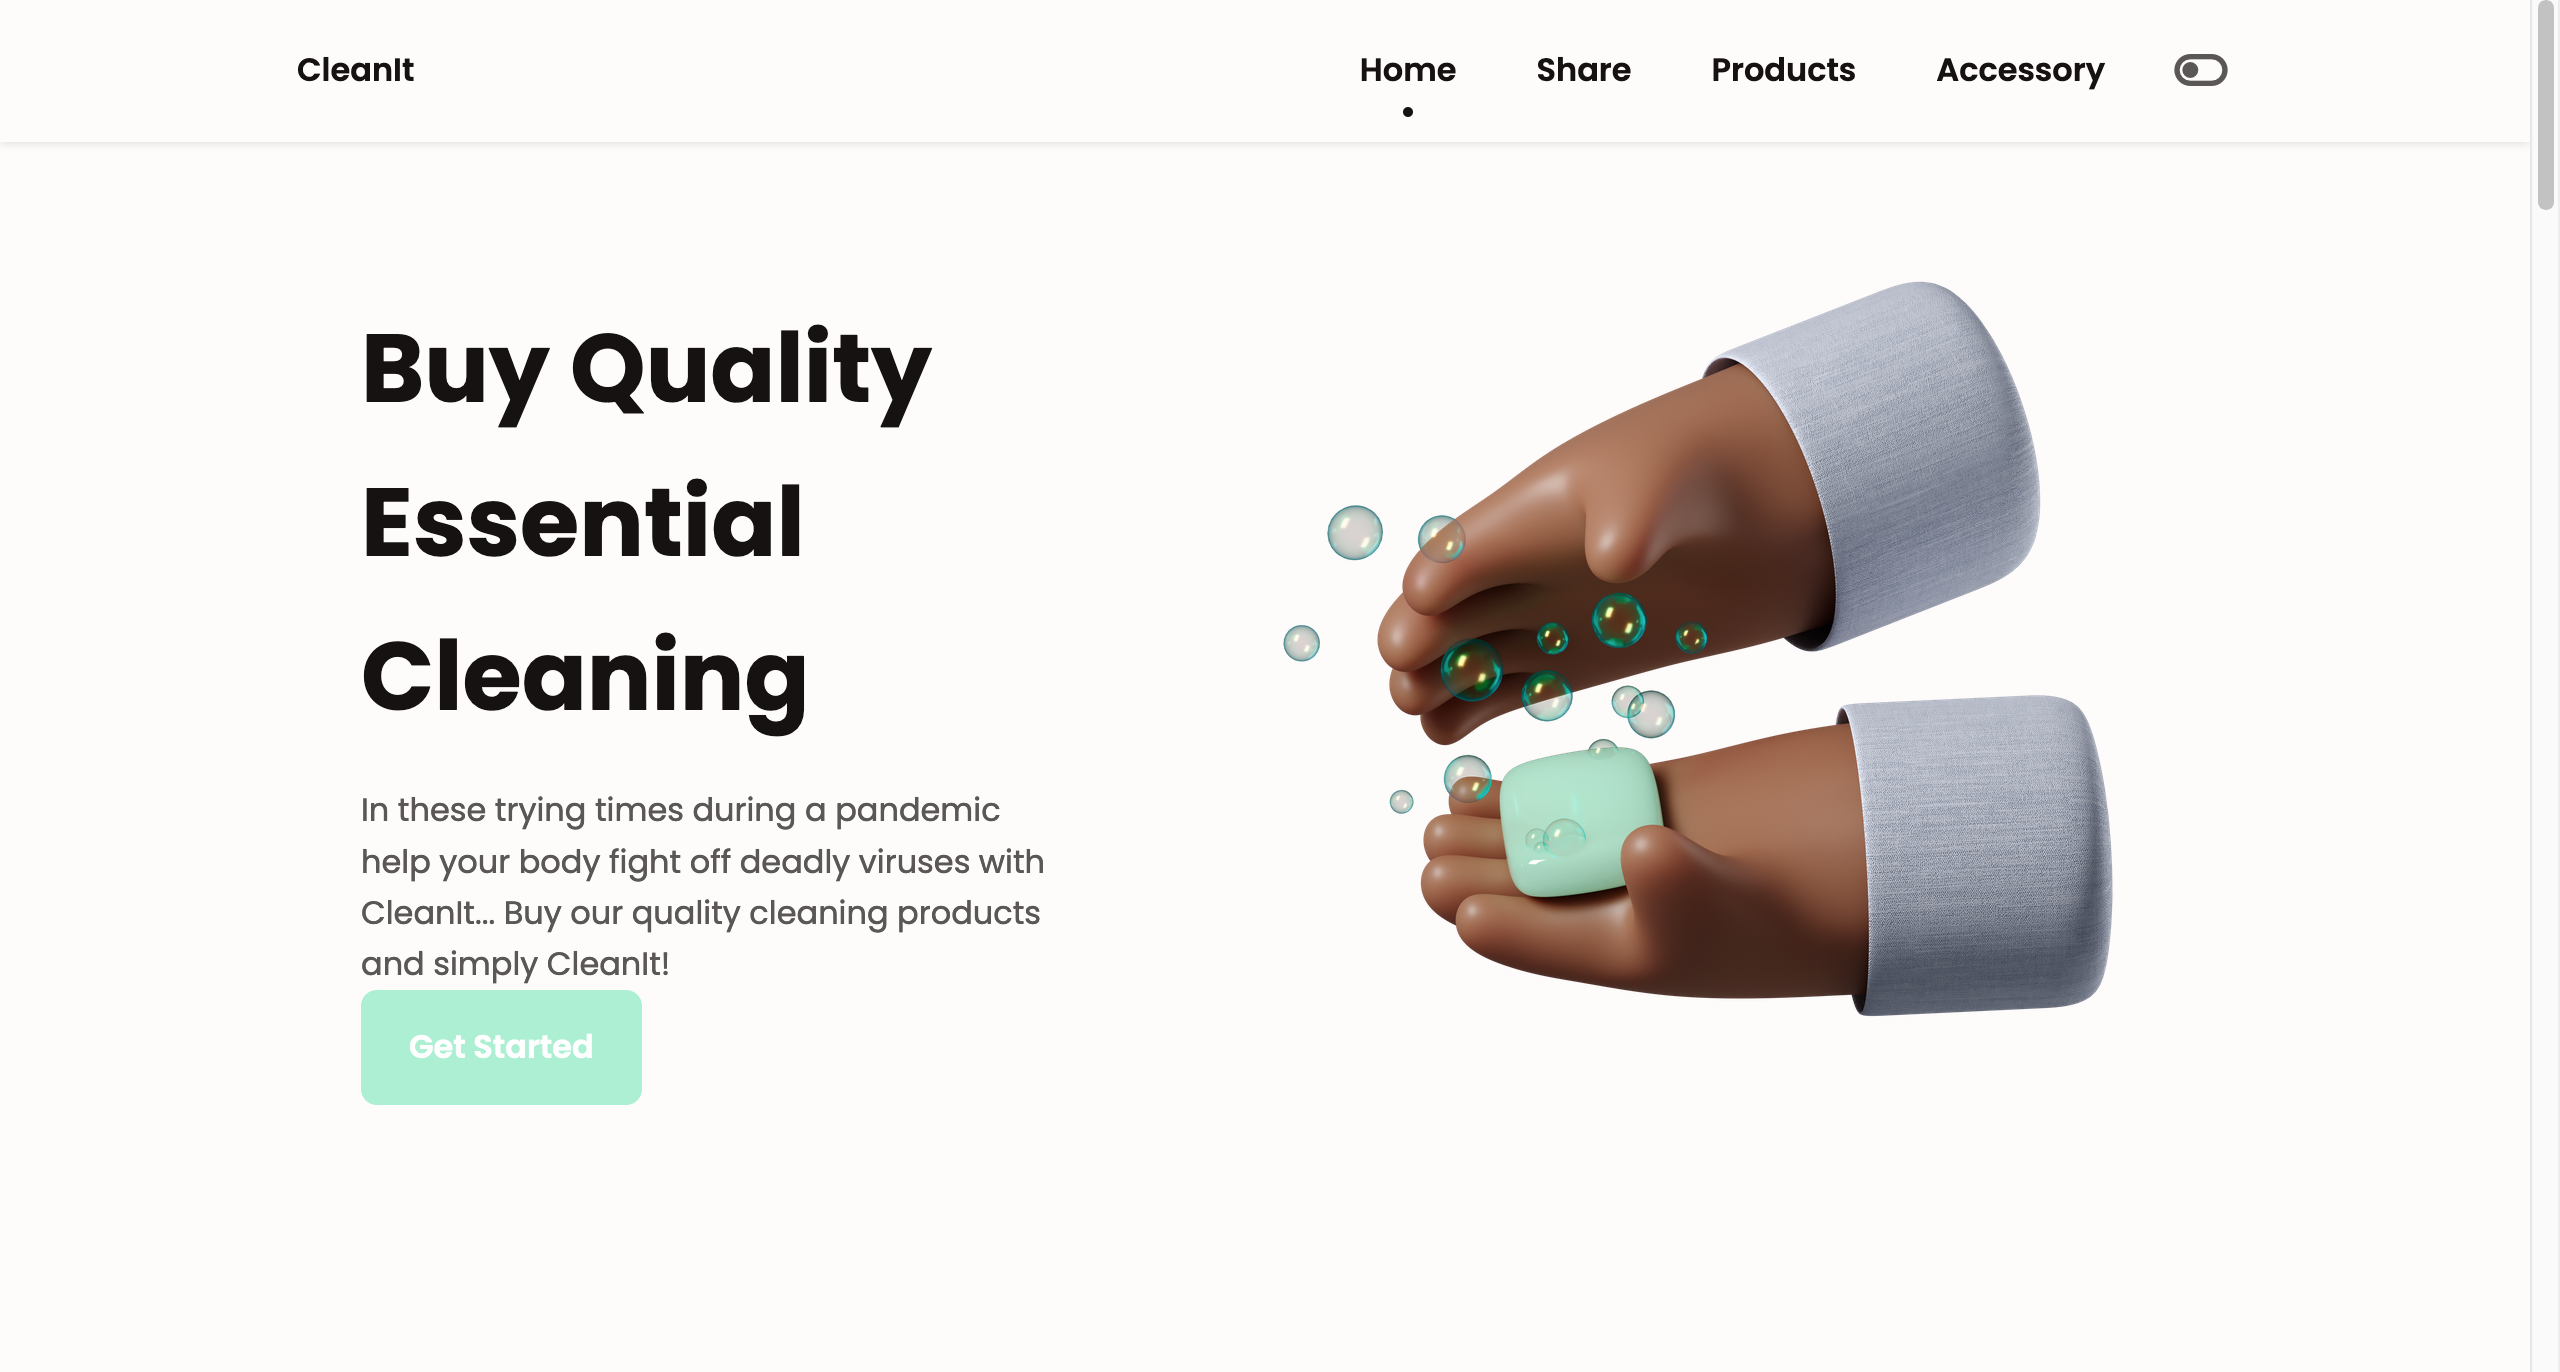 CleanIt
Home
Share
Products
Accessory
Buy Quality
Essential
Cleaning
In these trying times during a pandemic
help your body fight off deadly viruses with
CleanIt... Buy our quality cleaning products
and simply CleanIt!
Get Started